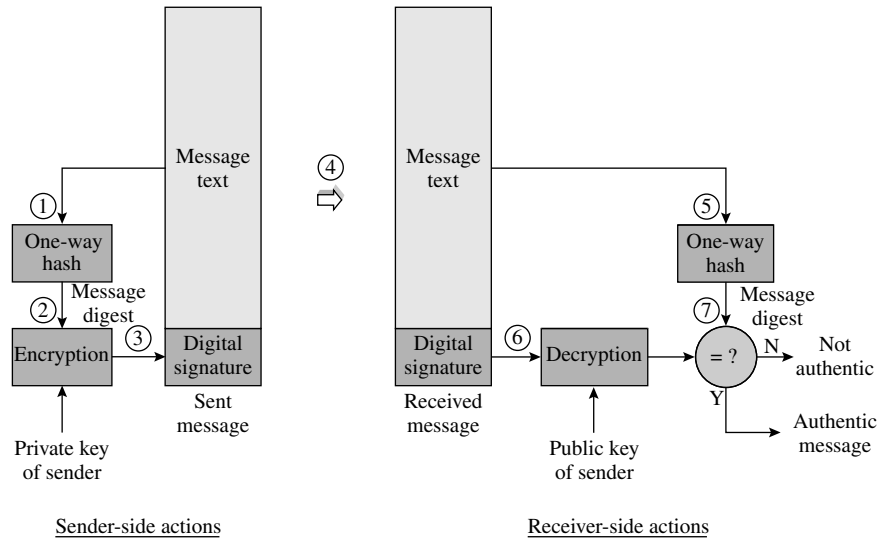 Message
text
①
One-way
hash
②
Message
digest
Encryption
③
Digital
signature
Sent
message
Private key
of sender
Sender-side actions
④
Message
text
⑤
One-way
hash
⑦
Message
digest
Digital
signature
⑥
Decryption
= ?
N
Not
authentic
Y
Authentic
message
Received
message
Public key
of sender
Receiver-side actions